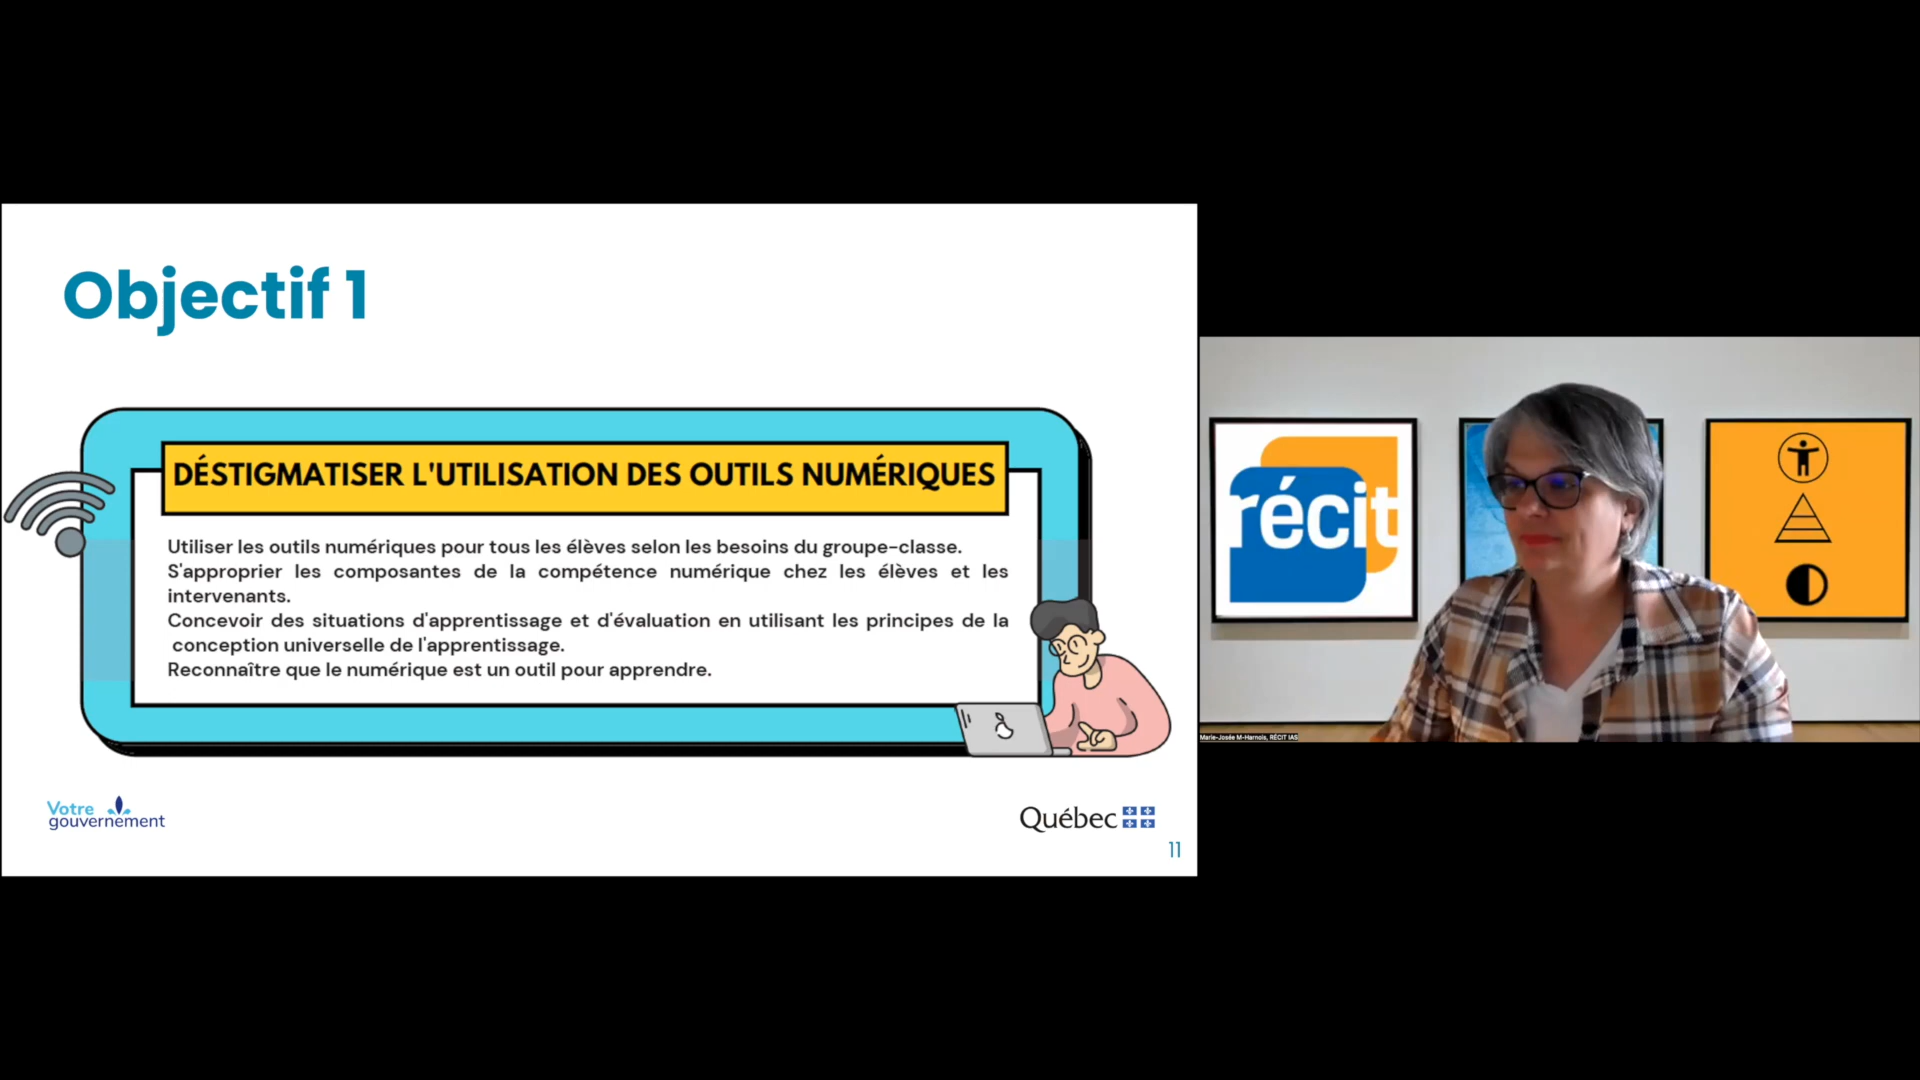 Objectif 1
DÉSTIGMATISER L'UTILISATION DES OUTILS NUMÉRIQUES
Utiliser les outils numériques pour tous les élèves selon les besoins du groupe-classe.
S'approprier les composantes de la compétence numérique chez les élèves et les
intervenants.
Concevoir des situations d'apprentissage et d'évaluation en utilisant les principes de la
conception universelle de l'apprentissage.
Reconnaître que le numérique est un outil pour apprendre.
Votre
gouvernement
Québec
11
récit
Marie-Josée M-Harnois, RÉCIT IAS